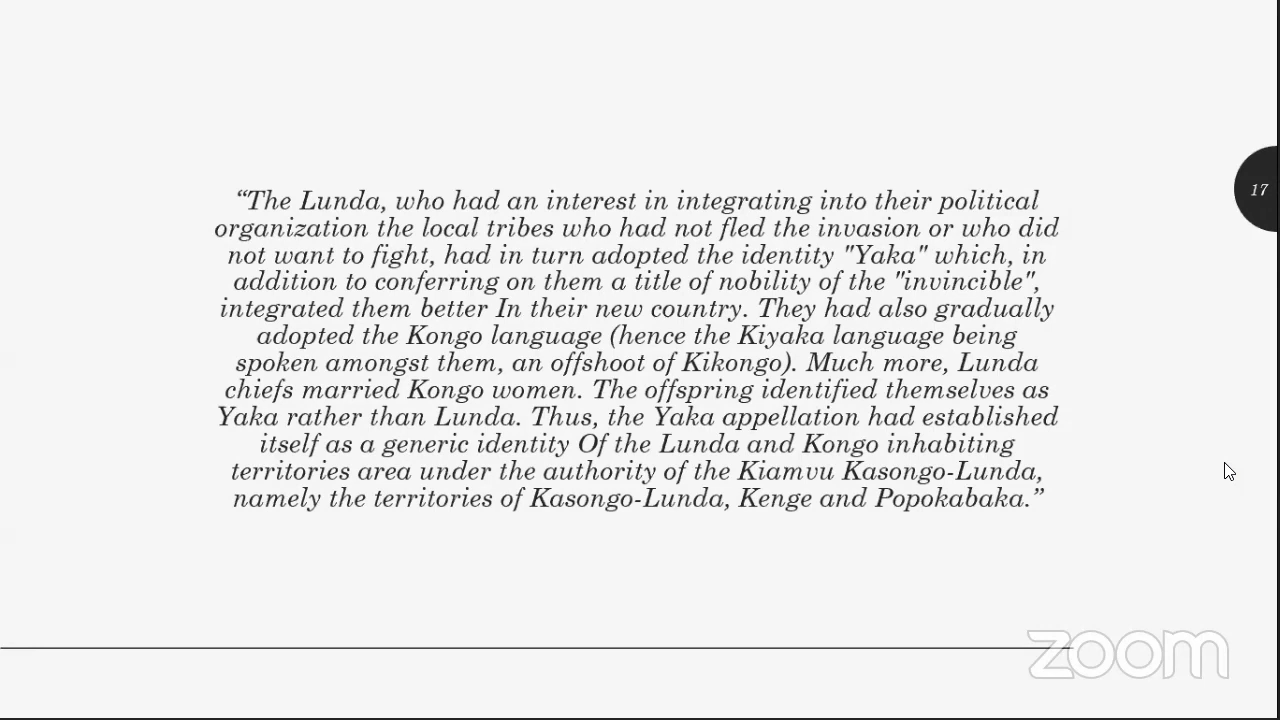 “The Lunda, who had an interest in integrating into their political
organization the local tribes who had not fled the invasion or who did
not want to fight, had in turn adopted the identity "Yaka" which, in
addition to conferring on them a title of nobility of the "invincible",
integrated them better In their new country. They had also gradually
adopted the Kongo language (hence the Kiyaka language being
spoken amongst them, an offshoot of Kikongo). Much more, Lunda
chiefs married Kongo women. The offspring identified themselves as
Yaka rather than Lunda. Thus, the Yaka appellation had established
itself as a generic identity Of the Lunda and Kongo inhabiting
territories area under the authority of the Kiamvu Kasongo-Lunda,
namely the territories of Kasongo-Lunda, Kenge and Popokabaka.”
17
zoom